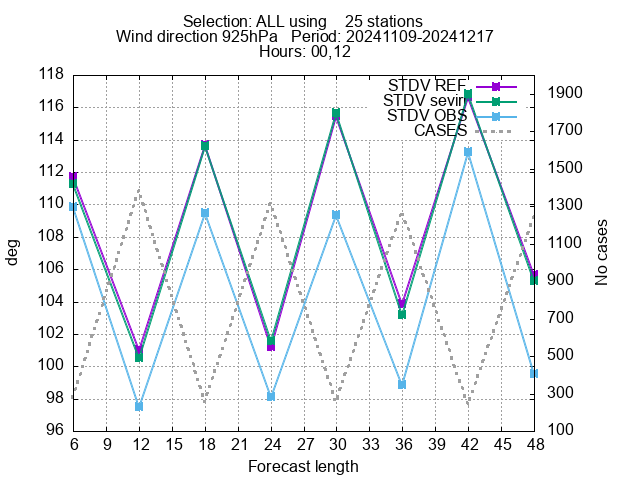 Selection: ALL using 25 stations
Wind direction 925hPa Period: 20241109-20241217
Hours: 00,12
118
116
114
112
110
108
106
104
102
100
98
96
deg
STDV REF
STDV seviri
STDV OBS
CASES
1900
1700
1500
1300
1100
900
700
500
300
100
No cases
6 9 12 15 18 21 24 27 30 33 36 39 42 45 48
Forecast length